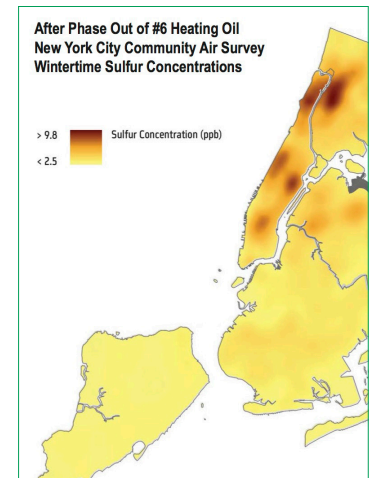 After Phase Out of #6 Heating Oil
New York City Community Air Survey
Wintertime Sulfur Concentrations
> 9.8
Sulfur Concentration (ppb)
< 2.5